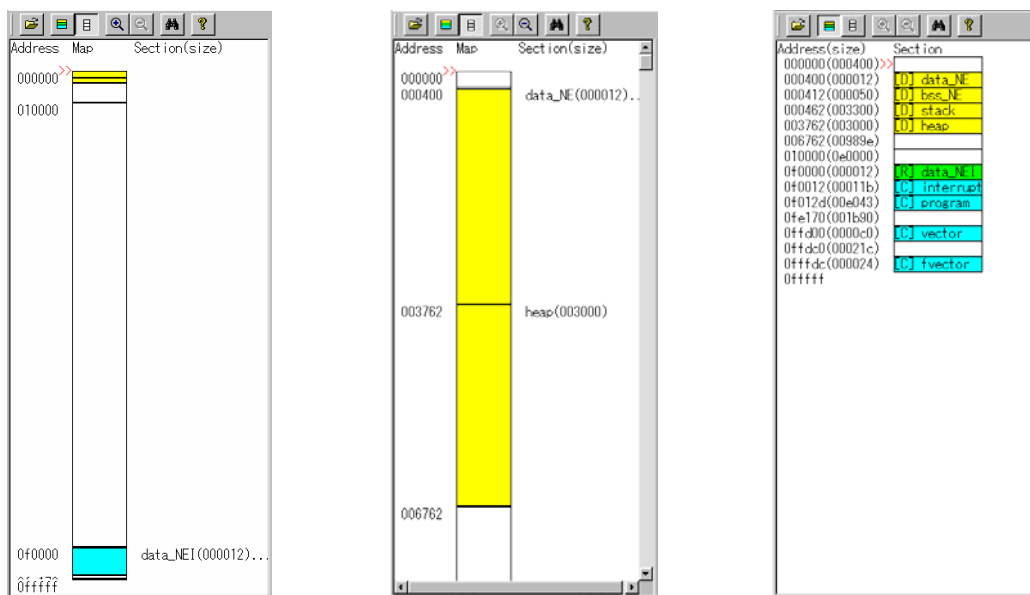 Address Map Section(size)
000000
010000
0f0000 data_NEI(000012)...
0fffff
Address Map Section(size)
000000
000400 data_NE(000012)..
003762 heap(003000)
006762
Address(size) Section
000000(000400)>>
000400(000012) [D] data_NE
000412(000050) [D] bss_NE
000462(003300) [D] stack
003762(003000) [D] heap
006762(00989e)
010000(0e0000)
0f0000(000012) [R] data_NEI
0f0012(00011b) [C] interrupt
0f012d(00e043) [C] program
0fe170(001b90)
0ffd00(0000c0) [C] vector
0ffdc0(00021c)
0fffdc(000024) [C] fvector
0fffff